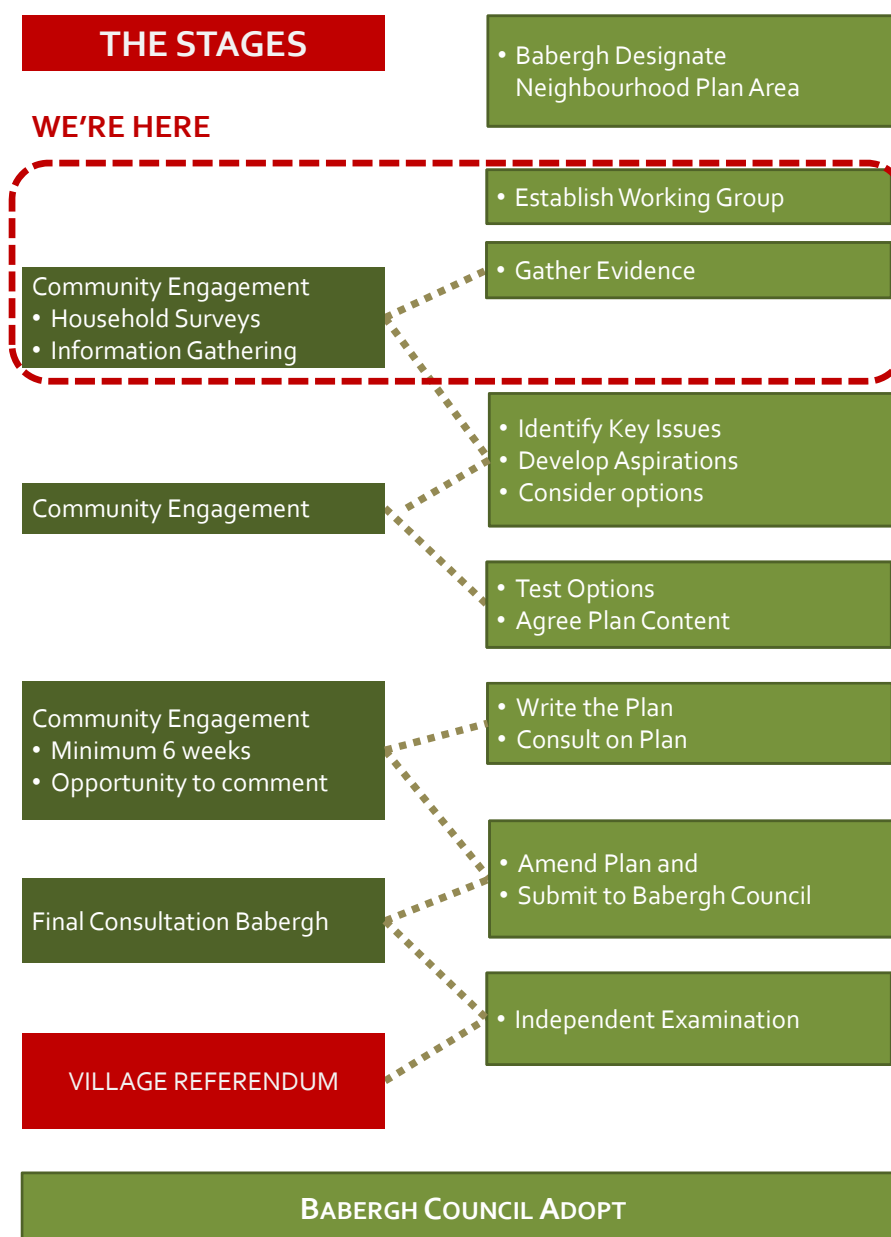 THE STAGES
• Babergh Designate
Neighbourhood Plan Area
WE'RE HERE
• Establish Working Group
• Gather Evidence
Community Engagement
• Household Surveys
• Information Gathering
• Identify Key Issues
• Develop Aspirations
• Consider options
Community Engagement
• Test Options
• Agree Plan Content
Community Engagement
• Minimum 6 weeks
• Opportunity to comment
• Write the Plan
• Consult on Plan
• Amend Plan and
• Submit to Babergh Council
Final Consultation Babergh
• Independent Examination
VILLAGE REFERENDUM
BABERGH COUNCIL ADOPT